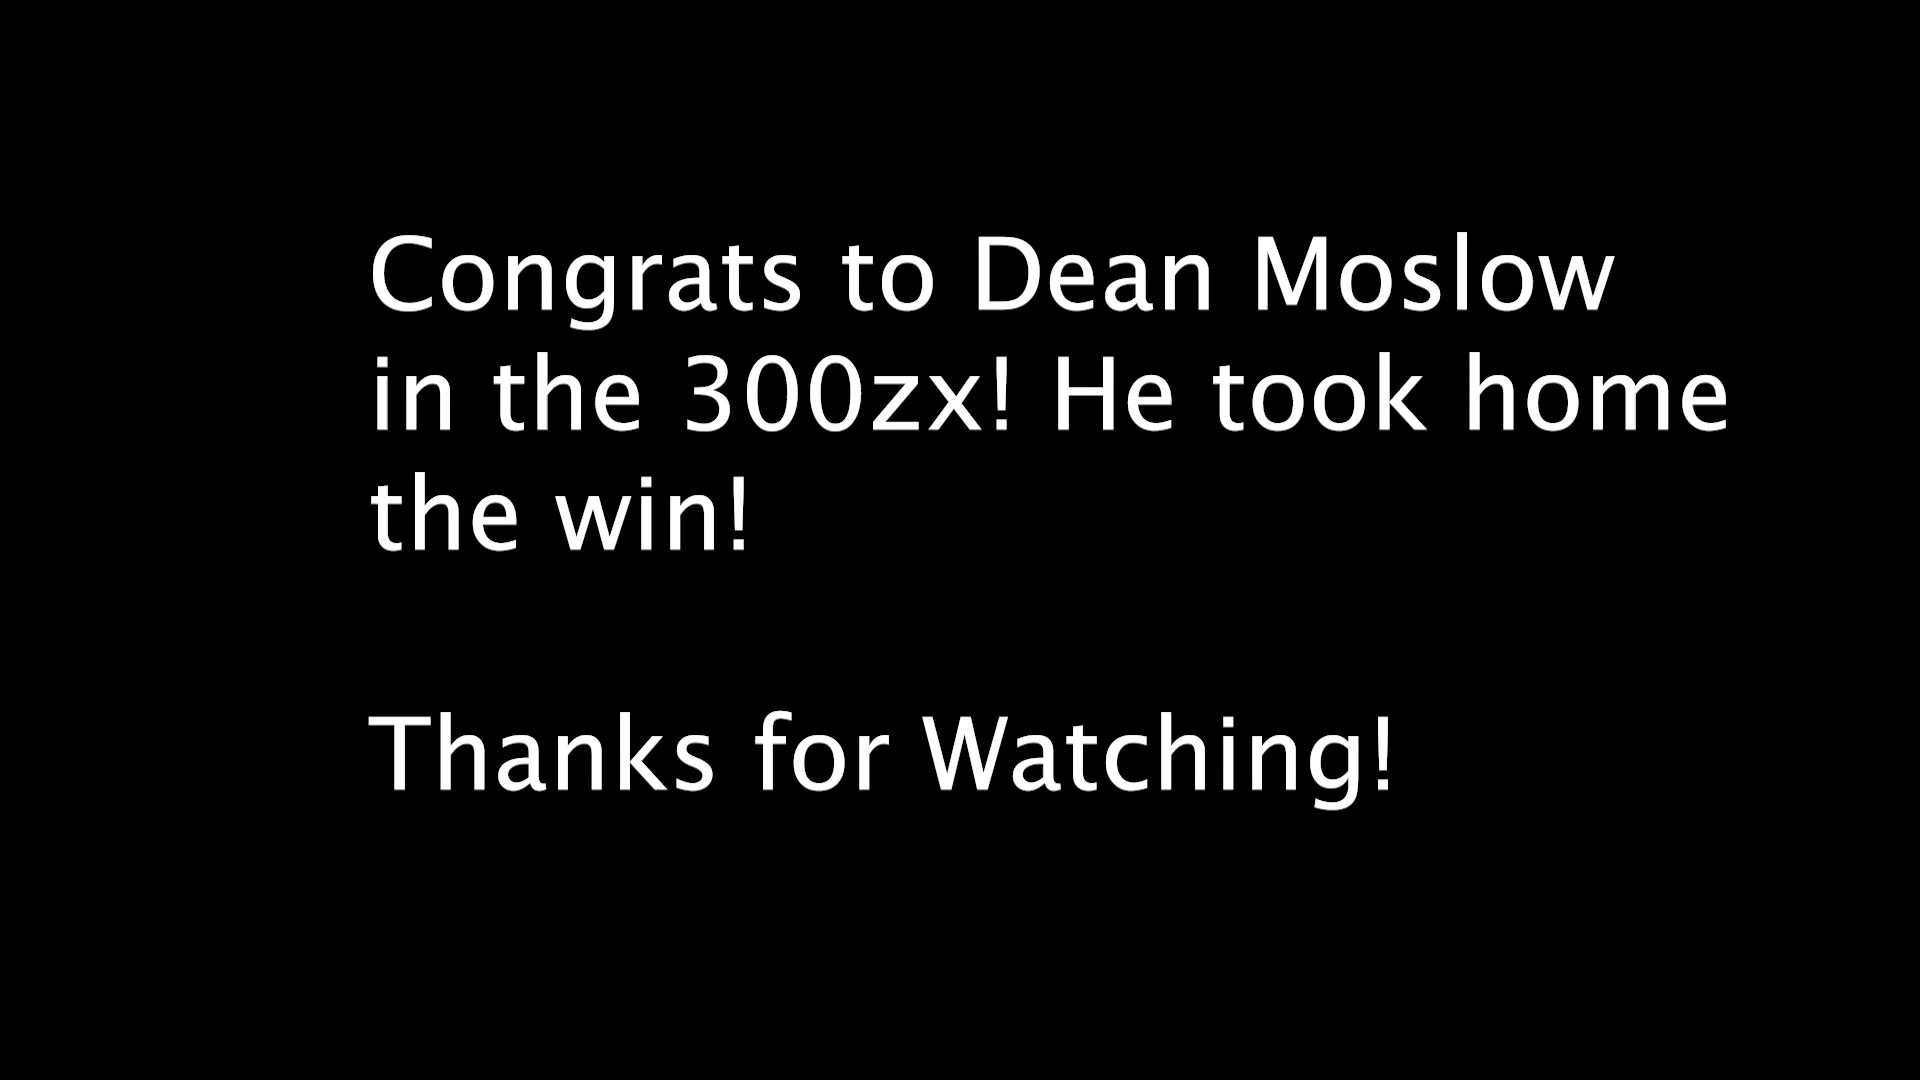 Congrats to Dean Moslow
in the 300zx! He took home
the win!
Thanks for Watching!